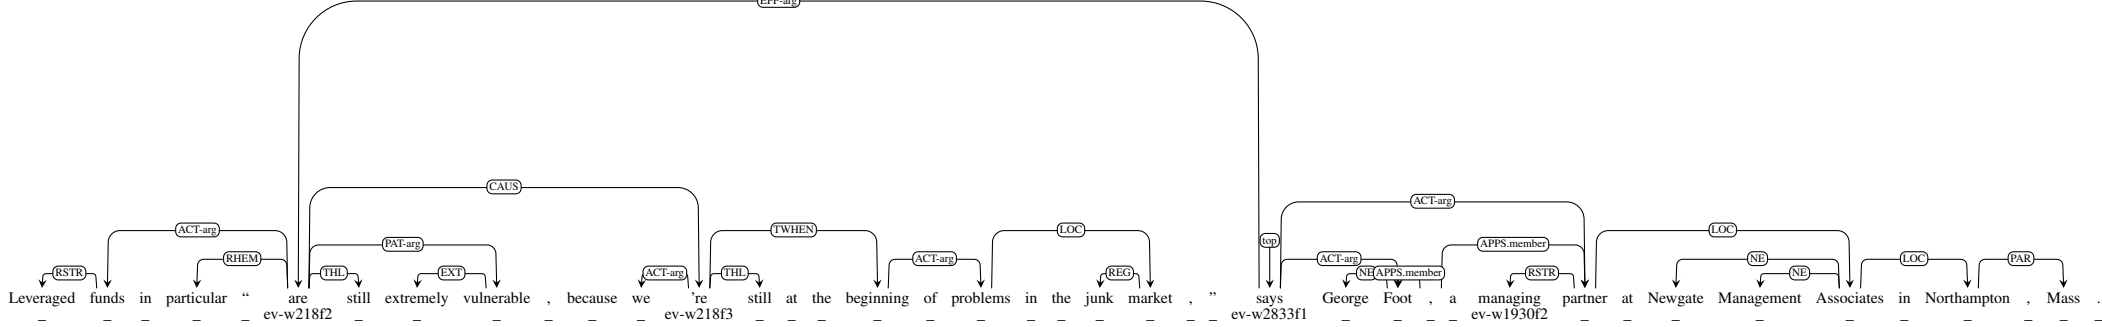 EFF-arg
CAUS
ACT-arg
ACT-arg PAT-arg TWHEN LOC top APPS.member LOC
RHEM ACT-arg ACT-arg NE LOC PAR
RSTR THL EXT ACT-arg THL REG NE APPS.member RSTR NE
Leveraged funds in particular “ are still extremely vulnerable , because we 're still at the beginning of problems in the junk market , ” says George Foot , a managing partner at Newgate Management Associates in Northampton , Mass .
_ _ _ _ _ ev-w218f2 _ _ _ _ _ _ ev-w218f3 _ _ _ _ _ _ _ _ _ _ _ _ ev-w2833f1 _ _ _ _ ev-w1930f2 _ _ _ _ _ _ _ _ _ _